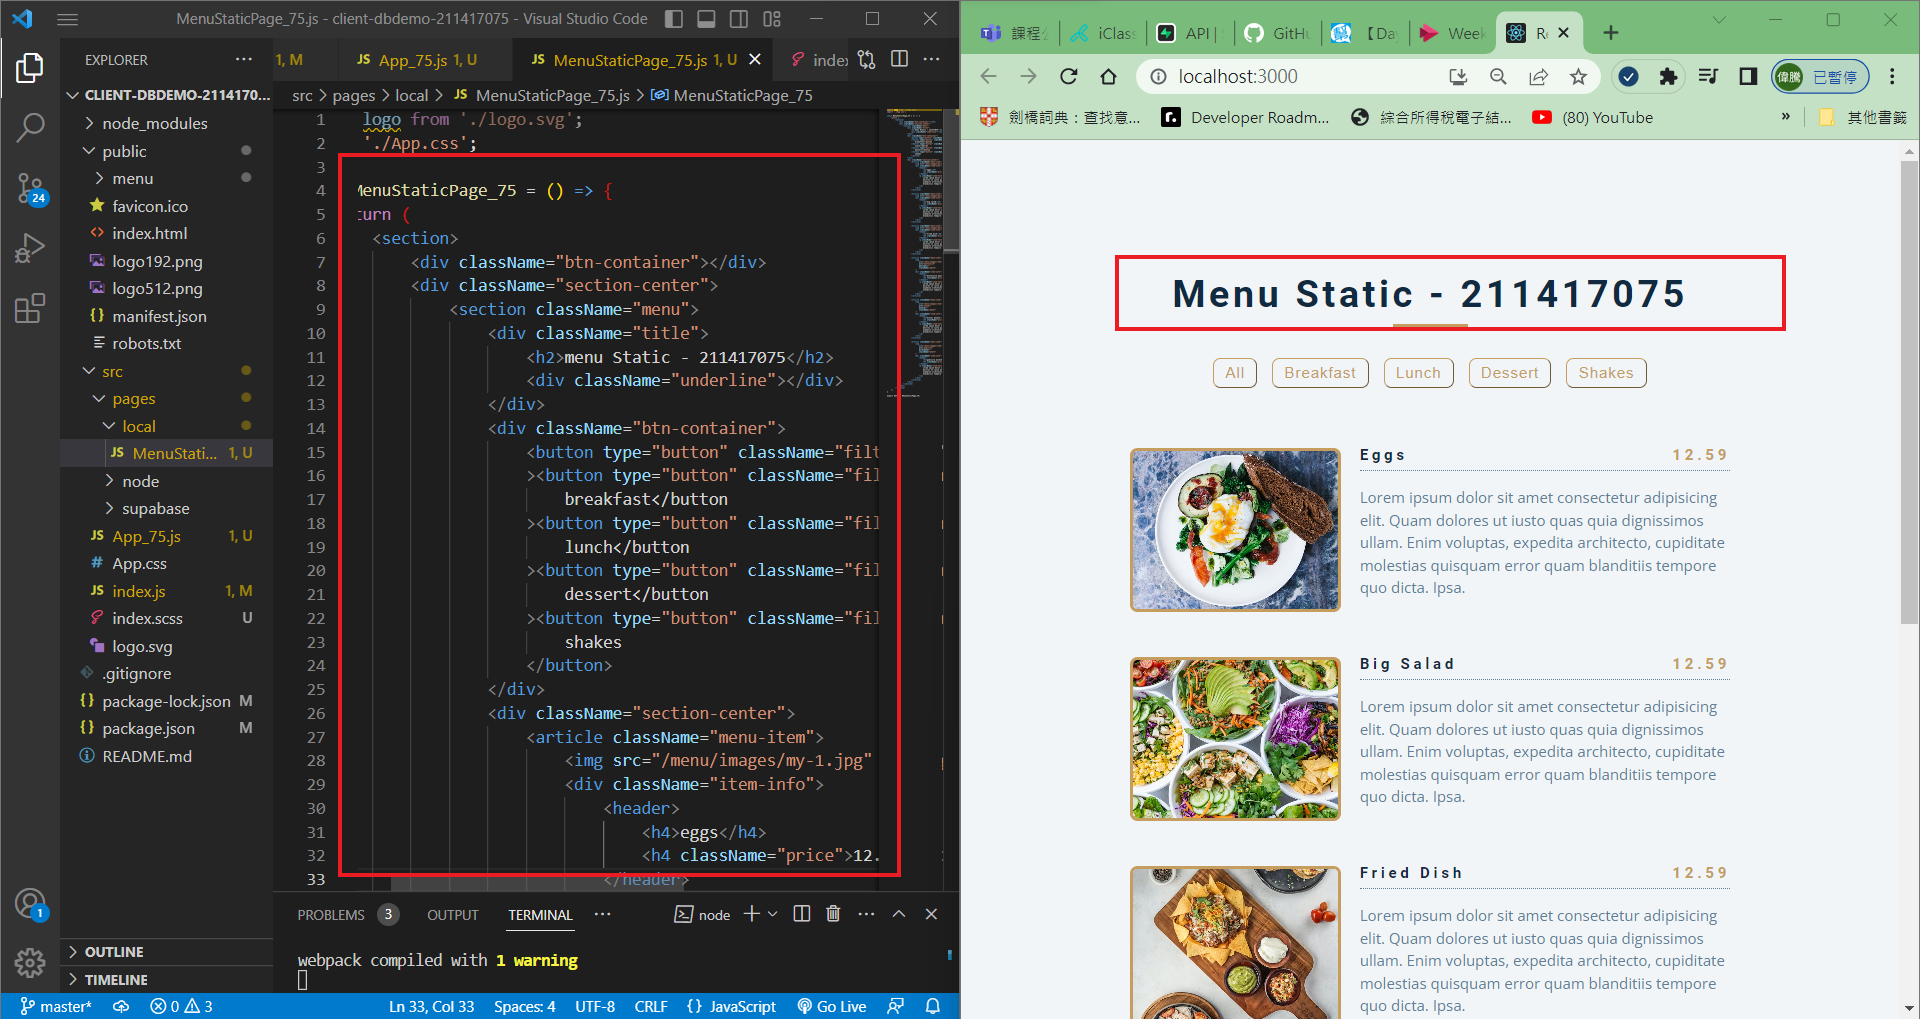 MenuStaticPage_75.js - client-dbdemo-211417075 - Visual Studio Code
EXPLORER
CLIENT-DBDEMO-2114170...
node_modules
public
menu
favicon.ico
index.html
logo192.png
logo512.png
manifest.json
robots.txt
src
pages
local
JS MenuStati... 1, U
node
supabase
JS App_75.js 1, U
# App.css
JS index.js 1, M
index.scss U
logo.svg
.gitignore
{} package-lock.json M
{} package.json M
README.md
OUTLINE
TIMELINE
24
1
1, M
JS App_75.js 1, U
JS MenuStaticPage_75.js 1, U
index
src > pages > local > JS MenuStaticPage_75.js > MenuStaticPage_75
1 logo from './logo.svg';
2 './App.css';
3
4 MenuStaticPage_75 = () => {
5 turn (
6 <section>
7 <div className="btn-container"></div>
8 <div className="section-center">
9 <section className="menu">
10 <div className="title">
11 <h2>menu Static - 211417075</h2>
12 <div className="underline"></div>
13 </div>
14 <div className="btn-container">
15 <button type="button" className="filt
16 ><button type="button" className="fil
17 breakfast</button
18 ><button type="button" className="fil
19 lunch</button
20 ><button type="button" className="fil
21 dessert</button
22 ><button type="button" className="fil
23 shakes
24 </button>
25 </div>
26 <div className="section-center">
27 <article className="menu-item">
28 <img src="/menu/images/my-1.jpg"
29 <div className="item-info">
30 <header>
31 <h4>eggs</h4>
32 <h4 className="price">12.
33 </header>
PROBLEMS 3 OUTPUT TERMINAL ... node
webpack compiled with 1 warning
master* 0 3 Ln 33, Col 33 Spaces: 4 UTF-8 CRLF {} JavaScript Go Live
課程公 iClas API | GitHu 【Da Week Re
localhost:3000
偉騰 已暫停
劍橋詞典：查找意... Developer Roadm... 綜合所得稅電子結... (80) YouTube » 其他書籤
Menu Static - 211417075
All Breakfast Lunch Dessert Shakes
Eggs 12.59
Lorem ipsum dolor sit amet consectetur adipisicing
elit. Quam dolores ut iusto quas quia dignissimos
ullam. Enim voluptas, expedita architecto, cupiditate
molestias quisquam error quam blanditiis tempore
quo dicta. Ipsa.
Big Salad 12.59
Lorem ipsum dolor sit amet consectetur adipisicing
elit. Quam dolores ut iusto quas quia dignissimos
ullam. Enim voluptas, expedita architecto, cupiditate
molestias quisquam error quam blanditiis tempore
quo dicta. Ipsa.
Fried Dish 12.59
Lorem ipsum dolor sit amet consectetur adipisicing
elit. Quam dolores ut iusto quas quia dignissimos
ullam. Enim voluptas, expedita architecto, cupiditate
molestias quisquam error quam blanditiis tempore
quo dicta. Ipsa.